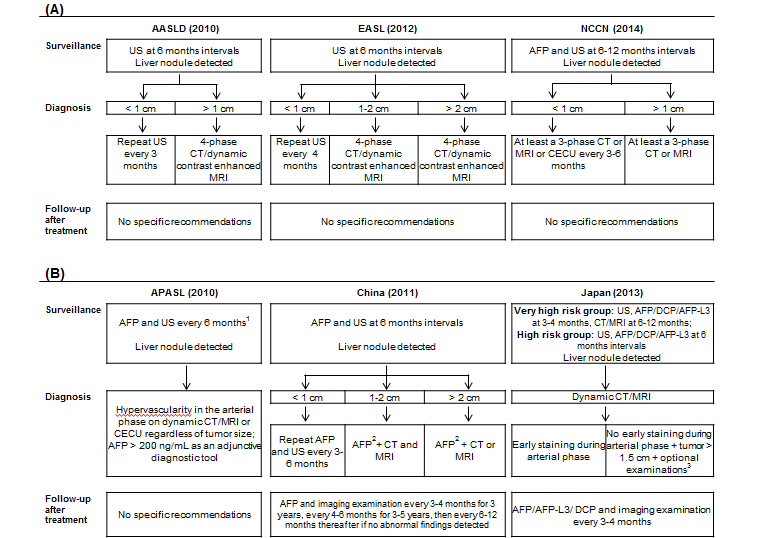 (A)
AASLD (2010)
EASL (2012)
NCCN (2014)
Surveillance
US at 6 months intervals
Liver nodule detected
US at 6 months intervals
Liver nodule detected
AFP and US at 6-12 months intervals
Liver nodule detected
Diagnosis
< 1 cm
> 1 cm
< 1 cm
1-2 cm
> 2 cm
< 1 cm
> 1 cm
Repeat US
every 3
months
4-phase
CT/dynamic
contrast enhanced
MRI
Repeat US
every 4
months
4-phase
CT/dynamic
contrast enhanced
MRI
4-phase
CT/dynamic
contrast enhanced
MRI
At least a 3-phase CT or
MRI or CECU every 3-6
months
At least a 3-phase
CT or MRI
Follow-up
after
treatment
No specific recommendations
No specific recommendations
No specific recommendations
(B)
APASL (2010)
China (2011)
Japan (2013)
Surveillance
AFP and US every 6 months1
Liver nodule detected
AFP and US at 6 months intervals
Liver nodule detected
Very high risk group: US, AFP/DCP/AFP-L3
at 3-4 months, CT/MRI at 6-12 months;
High risk group: US, AFP/DCP/AFP-L3 at 6
months intervals
Liver nodule detected
Diagnosis
Hypervascularity in the arterial
phase on dynamic CT/MRI or
CECU regardless of tumor size;
AFP > 200 ng/mL as an adjunctive
diagnostic tool
< 1 cm
1-2 cm
> 2 cm
Dynamic CT/MRI
Repeat AFP
and US every 3-
6 months
AFP2 + CT and
MRI
AFP2 + CT or
MRI
Early staining during
arterial phase
No early staining during
arterial phase + tumor >
1.5 cm + optional
examinations3
Follow-up
after
treatment
No specific recommendations
AFP and imaging examination every 3-4 months for 3
years, every 4-6 months for 3-5 years, then every 6-12
months thereafter if no abnormal findings detected
AFP/AFP-L3/ DCP and imaging examination
every 3-4 months